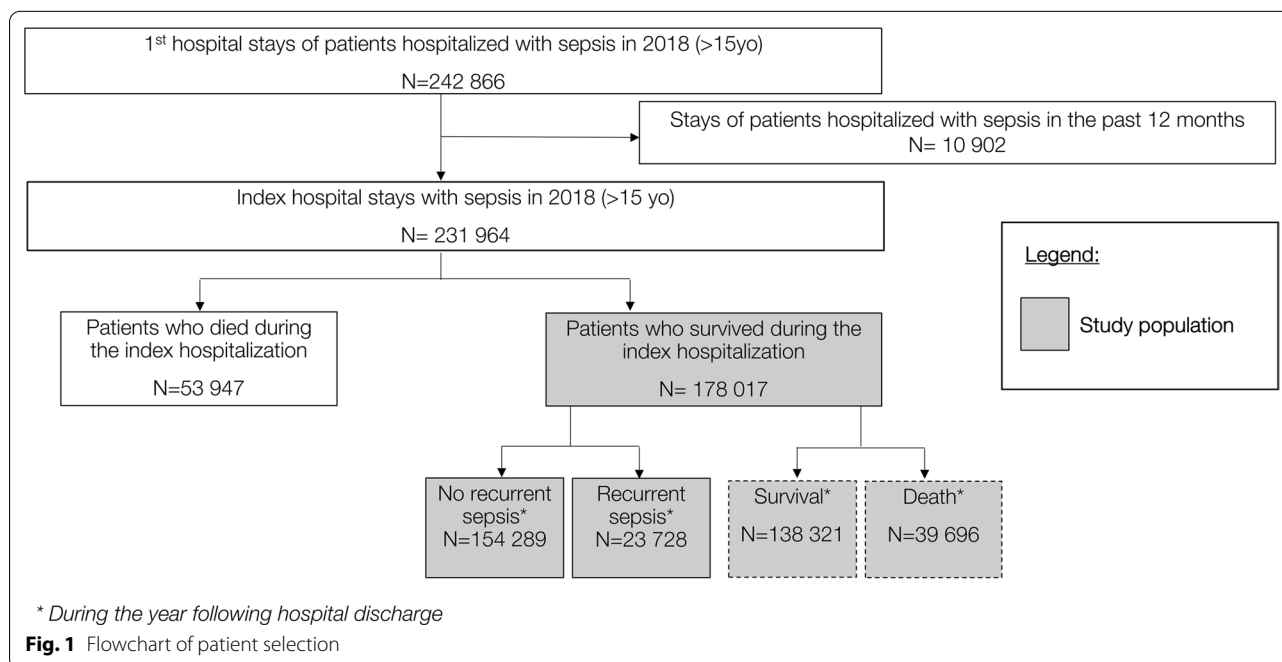 1st hospital stays of patients hospitalized with sepsis in 2018 (>15yo)
N=242 866
Stays of patients hospitalized with sepsis in the past 12 months
N= 10 902
Index hospital stays with sepsis in 2018 (>15 yo)
N= 231 964
Legend:
Study population
Patients who died during
the index hospitalization
N=53 947
Patients who survived during the
index hospitalization
N= 178 017
No recurrent
sepsis*
N=154 289
Recurrent
sepsis*
N=23 728
Survival*
N=138 321
Death*
N=39 696
* During the year following hospital discharge
Fig. 1 Flowchart of patient selection